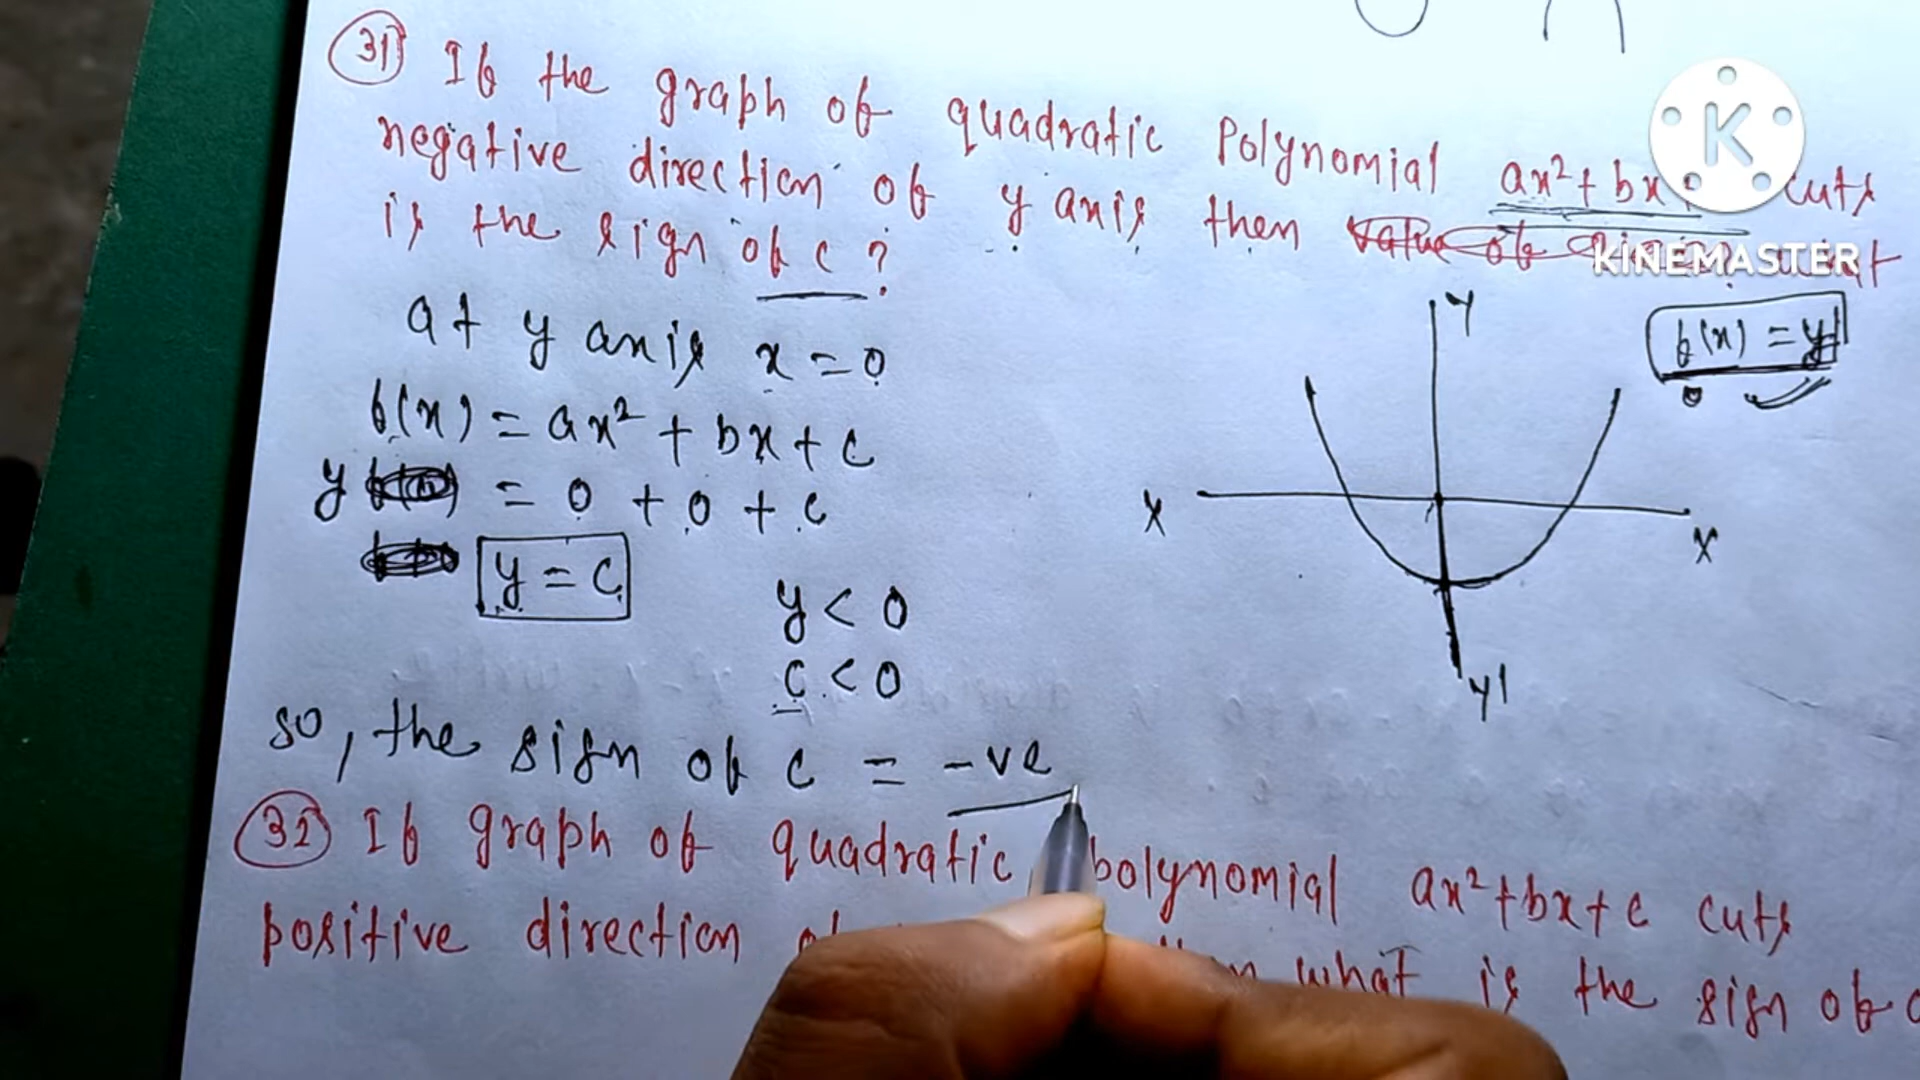 31 If the graph of quadratic Polynomial ax²+bx+ cuts
negative direction of y axis then what
is the sign of c ?
at y axis x = 0
f(x) = ax² + bx + c
y = 0 + 0 + c
y = c
y < 0
c < 0
so, the sign of c = -ve
Y
f(x) = y
X
X
Y'
K
KINEMASTER
32 If graph of quadratic polynomial ax²+bx+c cuts
positive direction what is the sign of c